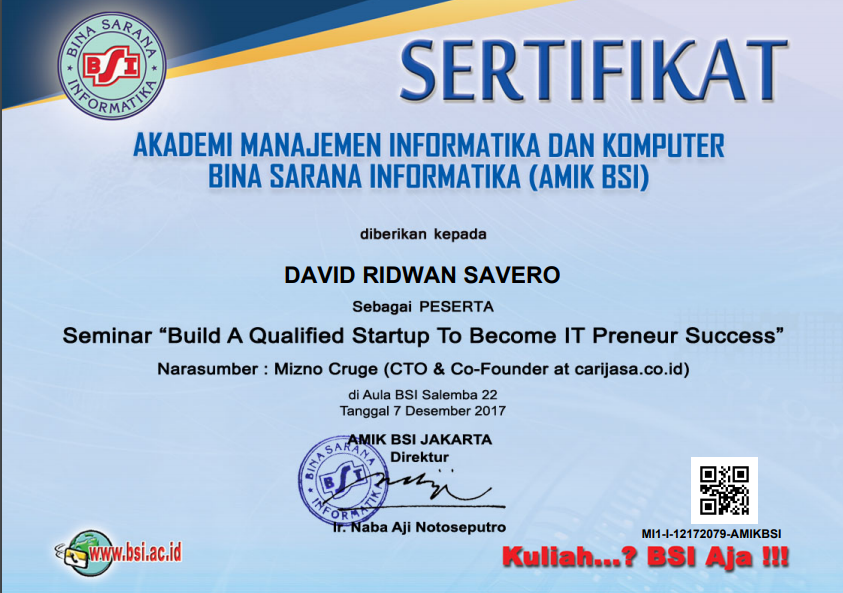 BINA SARANA
BSI
INFORMATIKA
SERTIFIKAT
AKADEMI MANAJEMEN INFORMATIKA DAN KOMPUTER
BINA SARANA INFORMATIKA (AMIK BSI)
diberikan kepada
DAVID RIDWAN SAVERO
Sebagai PESERTA
Seminar “Build A Qualified Startup To Become IT Preneur Success”
Narasumber : Mizno Cruge (CTO & Co-Founder at carijasa.co.id)
di Aula BSI Salemba 22
Tanggal 7 Desember 2017
AMIK BSI JAKARTA
Direktur
BINA SARANA
BSI
INFORMATIKA
Ir. Naba Aji Notoseputro
MI1-I-12172079-AMIKBSI
www.bsi.ac.id
Kuliah...? BSI Aja !!!